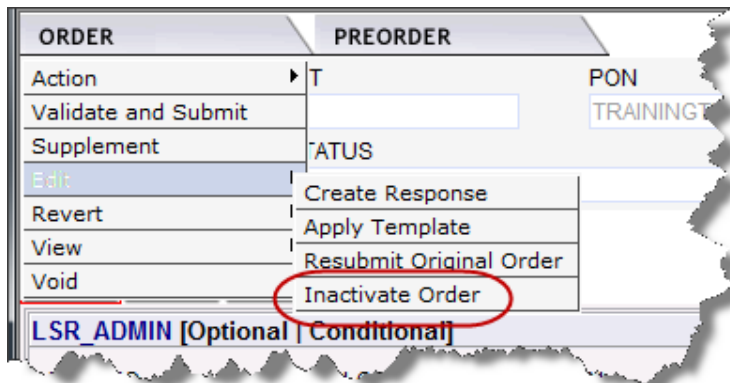 ORDER PREORDER
Action T PON
Validate and Submit TRAININGT
Supplement TATUS
Edit Create Response
Revert Apply Template
View Resubmit Original Order
Void Inactivate Order
LSR_ADMIN [Optional | Conditional]